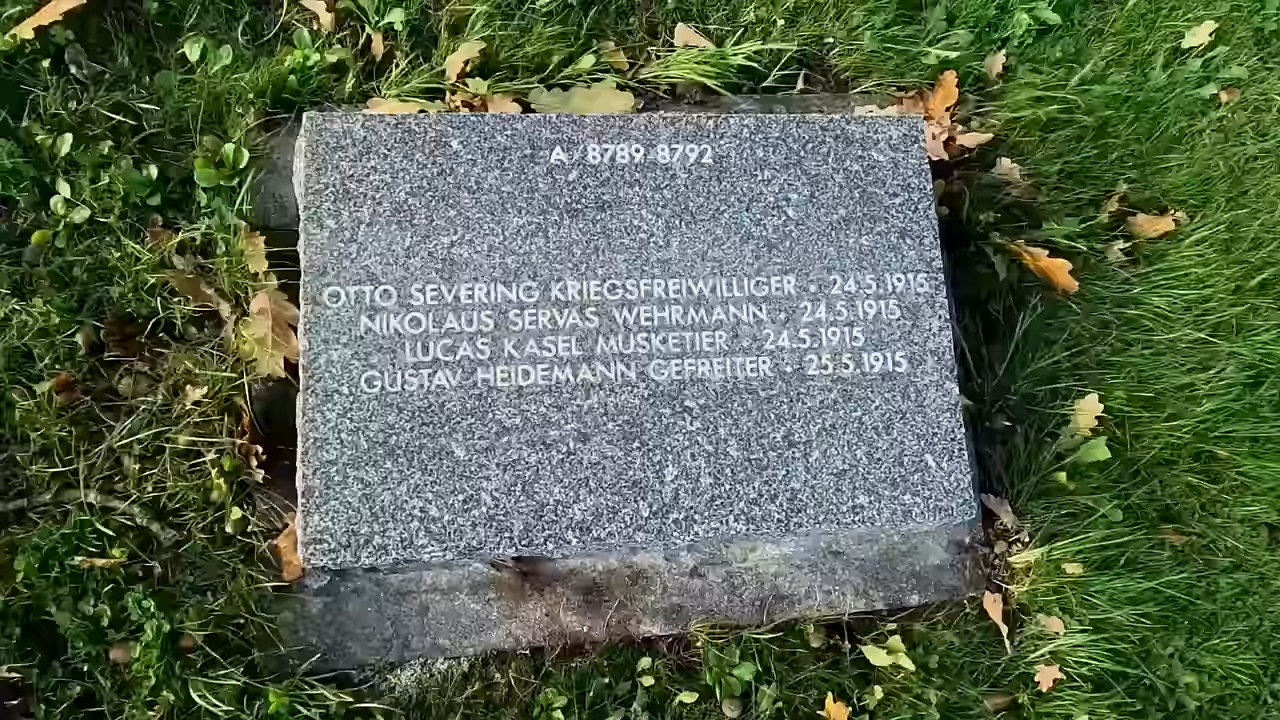 A. 8789-8792
OTTO SEVERING KRIEGSFREIWILLIGER · 24.5.1915
NIKOLAUS SERVAS WEHRMANN · 24.5.1915
LUCAS KASEL MUSKETIER · 24.5.1915
GUSTAV HEIDEMANN GEFREITER · 25.5.1915